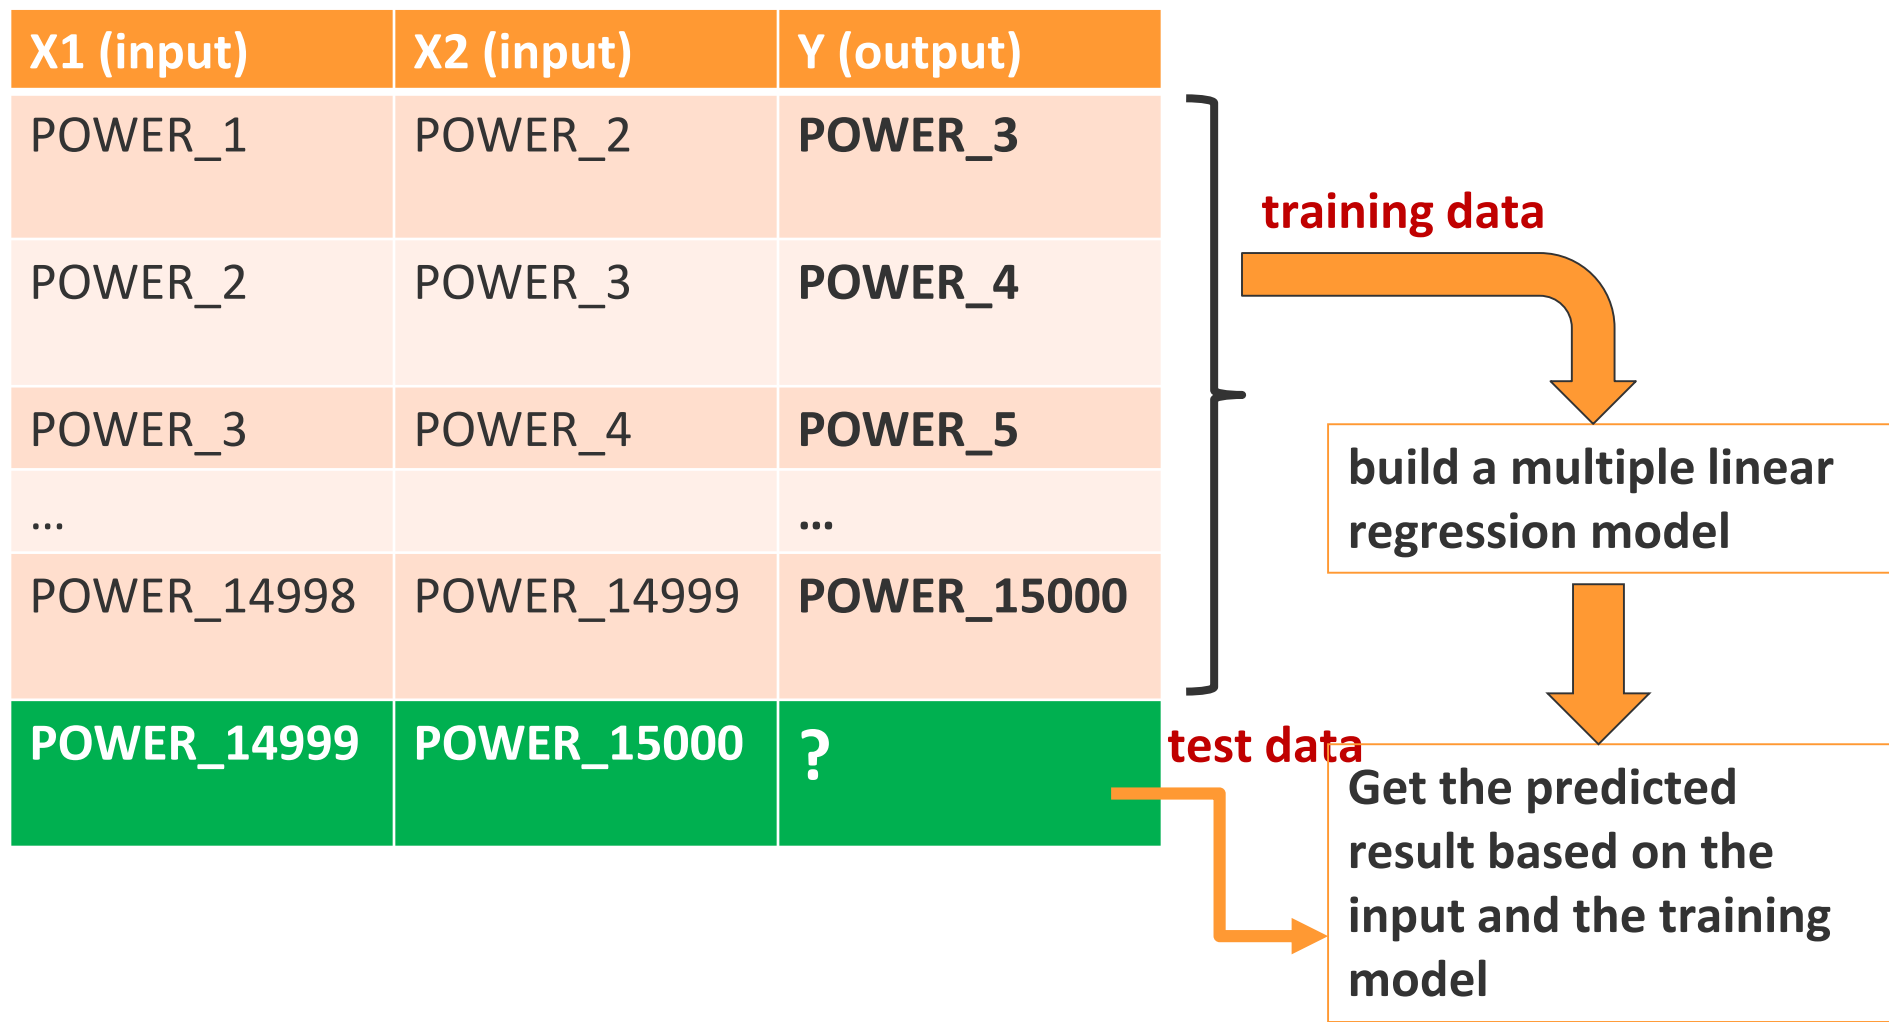 X1 (input) X2 (input) Y (output)
POWER_1 POWER_2 POWER_3
training data
POWER_2 POWER_3 POWER_4
POWER_3 POWER_4 POWER_5
build a multiple linear
regression model
... ...
POWER_14998 POWER_14999 POWER_15000
POWER_14999 POWER_15000 ?
test data
Get the predicted
result based on the
input and the training
model